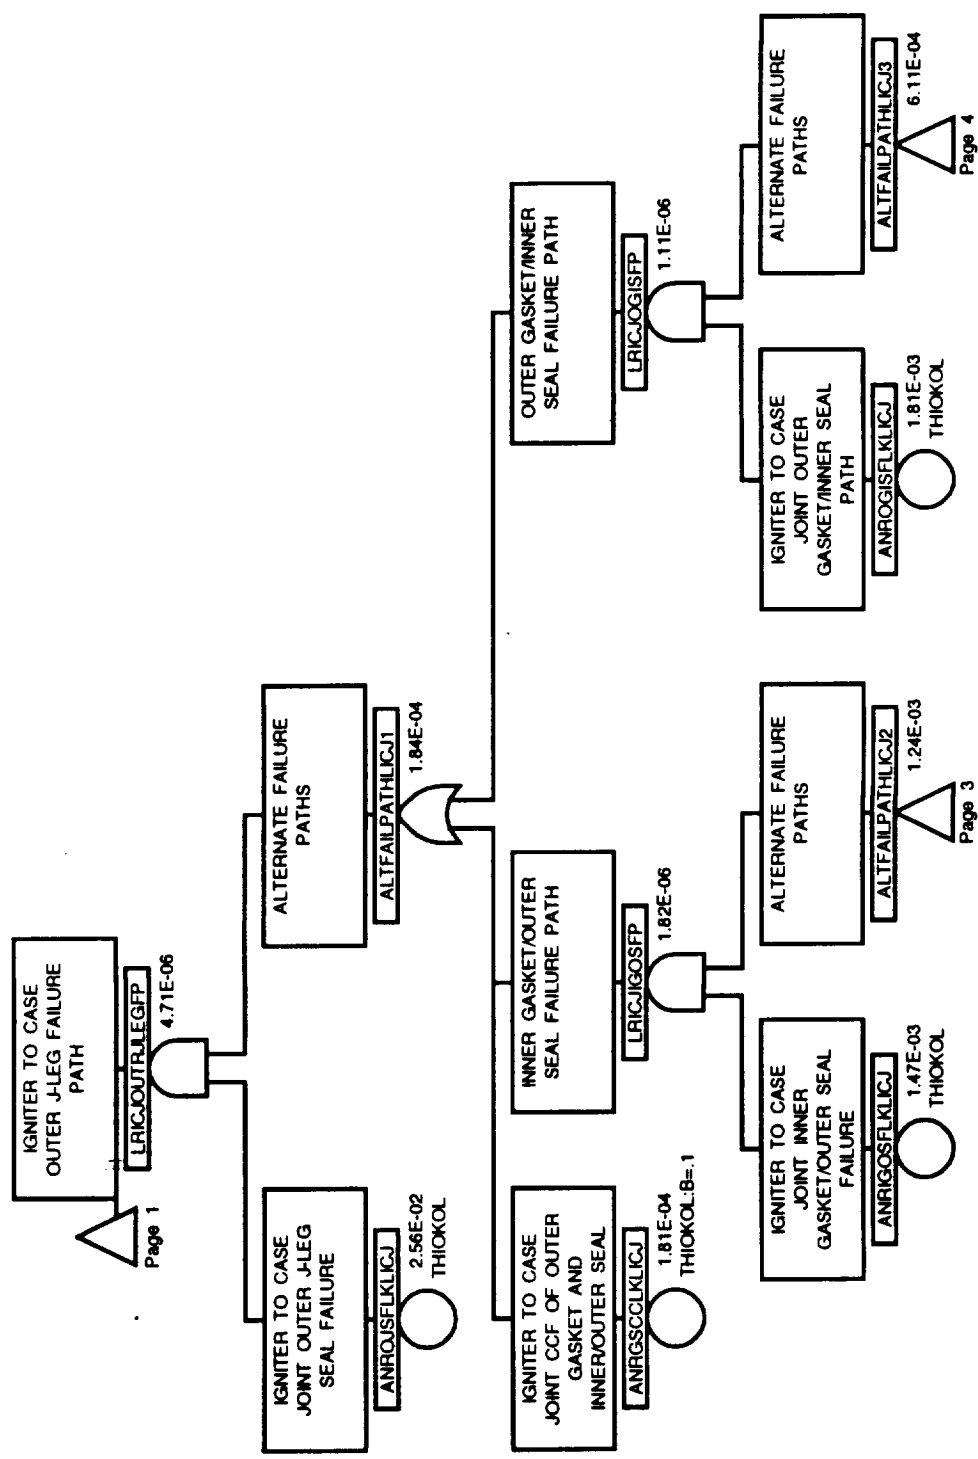 IGNITER TO CASE
OUTER J-LEG FAILURE
PATH
LRICJOUTRJLEGFP
4.71E-06
Page 1
IGNITER TO CASE
JOINT OUTER J-LEG
SEAL FAILURE
ANROJSFLKLICJ
2.56E-02
THIOKOL
ALTERNATE FAILURE
PATHS
ALTFAILPATHLICJ1
1.84E-04
IGNITER TO CASE
JOINT CCF OF OUTER
GASKET AND
INNER/OUTER SEAL
ANRGSCCLKLICJ
1.81E-04
THIOKOL:B=.1
INNER GASKET/OUTER
SEAL FAILURE PATH
LRICJIGOSFP
1.82E-06
OUTER GASKET/INNER
SEAL FAILURE PATH
LRICJOGISFP
1.11E-06
IGNITER TO CASE
JOINT INNER
GASKET/OUTER SEAL
FAILURE
ANRIGOSFLKLICJ
1.47E-03
THIOKOL
ALTERNATE FAILURE
PATHS
ALTFAILPATHLICJ2
1.24E-03
Page 3
IGNITER TO CASE
JOINT OUTER
GASKET/INNER SEAL
PATH
ANROGISFLKLICJ
1.81E-03
THIOKOL
ALTERNATE FAILURE
PATHS
ALTFAILPATHLICJ3
6.11E-04
Page 4